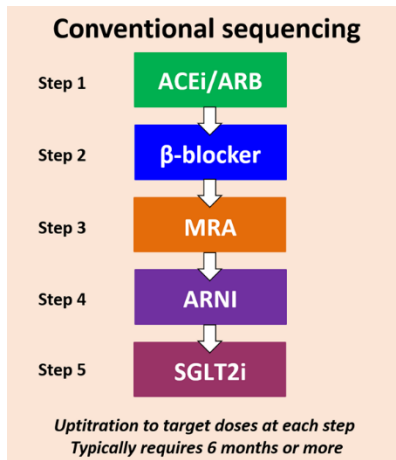 Conventional sequencing
Step 1 ACEi/ARB
Step 2 β-blocker
Step 3 MRA
Step 4 ARNI
Step 5 SGLT2i
Uptitration to target doses at each step
Typically requires 6 months or more